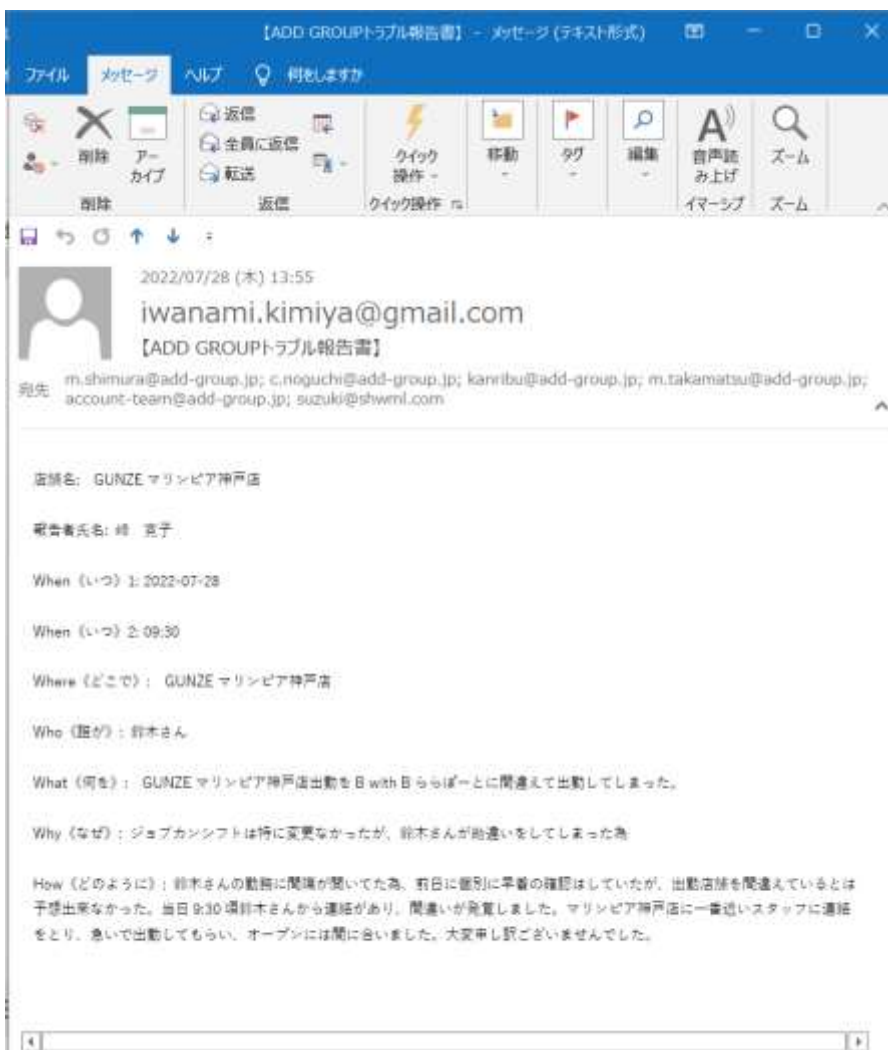 【ADD GROUPトラブル報告書】 - メッセージ (テキスト形式)
ファイル メッセージ ヘルプ 何をしますか
削除
アーカイブ
返信
全員に返信
転送
クイック操作
移動
タグ
編集
音声読み上げ
ズーム
削除 返信 クイック操作 イマーシブ ズーム
2022/07/28 (木) 13:55
iwanami.kimiya@gmail.com
【ADD GROUPトラブル報告書】
宛先 m.shimura@add-group.jp; c.noguchi@add-group.jp; kanribu@add-group.jp; m.takamatsu@add-group.jp;
account-team@add-group.jp; suzuki@shwml.com
店舗名: GUNZE マリンピア神戸店
報告者氏名: 子
When《いつ》1: 2022-07-28
When《いつ》2: 09:30
Where《どこで》: GUNZE マリンピア神戸店
Who《誰が》: 鈴木さん
What《何を》: GUNZE マリンピア神戸店出勤を B with B ららぽーとに間違えて出勤してしまった。
Why《なぜ》: ジョブカンシフトは特に変更なかったが、鈴木さんが勘違いをしてしまった為
How《どのように》: 鈴木さんの勤務に間隔が開いてた為、前日に個別に早番の確認はしていたが、出勤店舗を間違えているとは
予想出来なかった。当日 9:30 頃鈴木さんから連絡があり、間違いが発覚しました。マリンピア神戸店に一番近いスタッフに連絡
をとり、急いで出勤してもらい、オープンには間に合いました。大変申し訳ございませんでした。